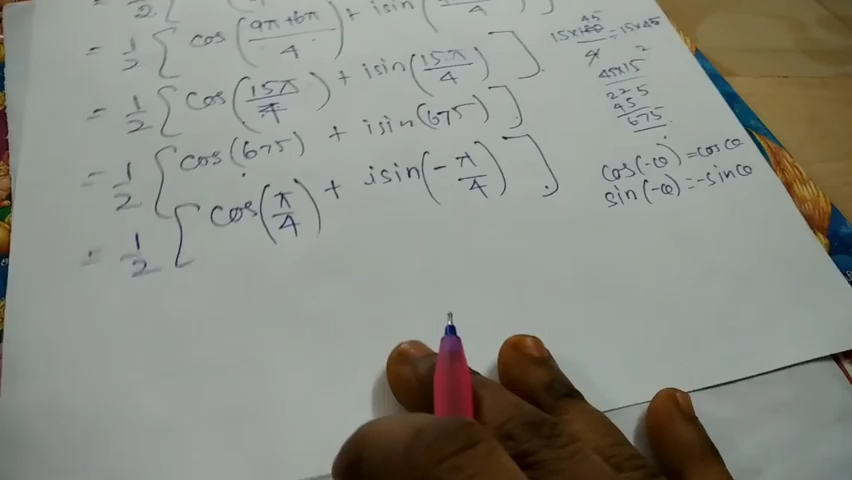 = 1/2 [ cos(9π+6π/4) + isin(
= 1/2 [ cos(15π/4) + isin(15π/4) ].
= 1/2 [ cos(675) + isin(675) ]
= 1/2 [ cos(π/4) + isin(-π/4) ].
15×180/4 = 15×45
45
45×15
2
225
45
675
cos(-θ) = cosθ
sin(-θ) = -sinθ